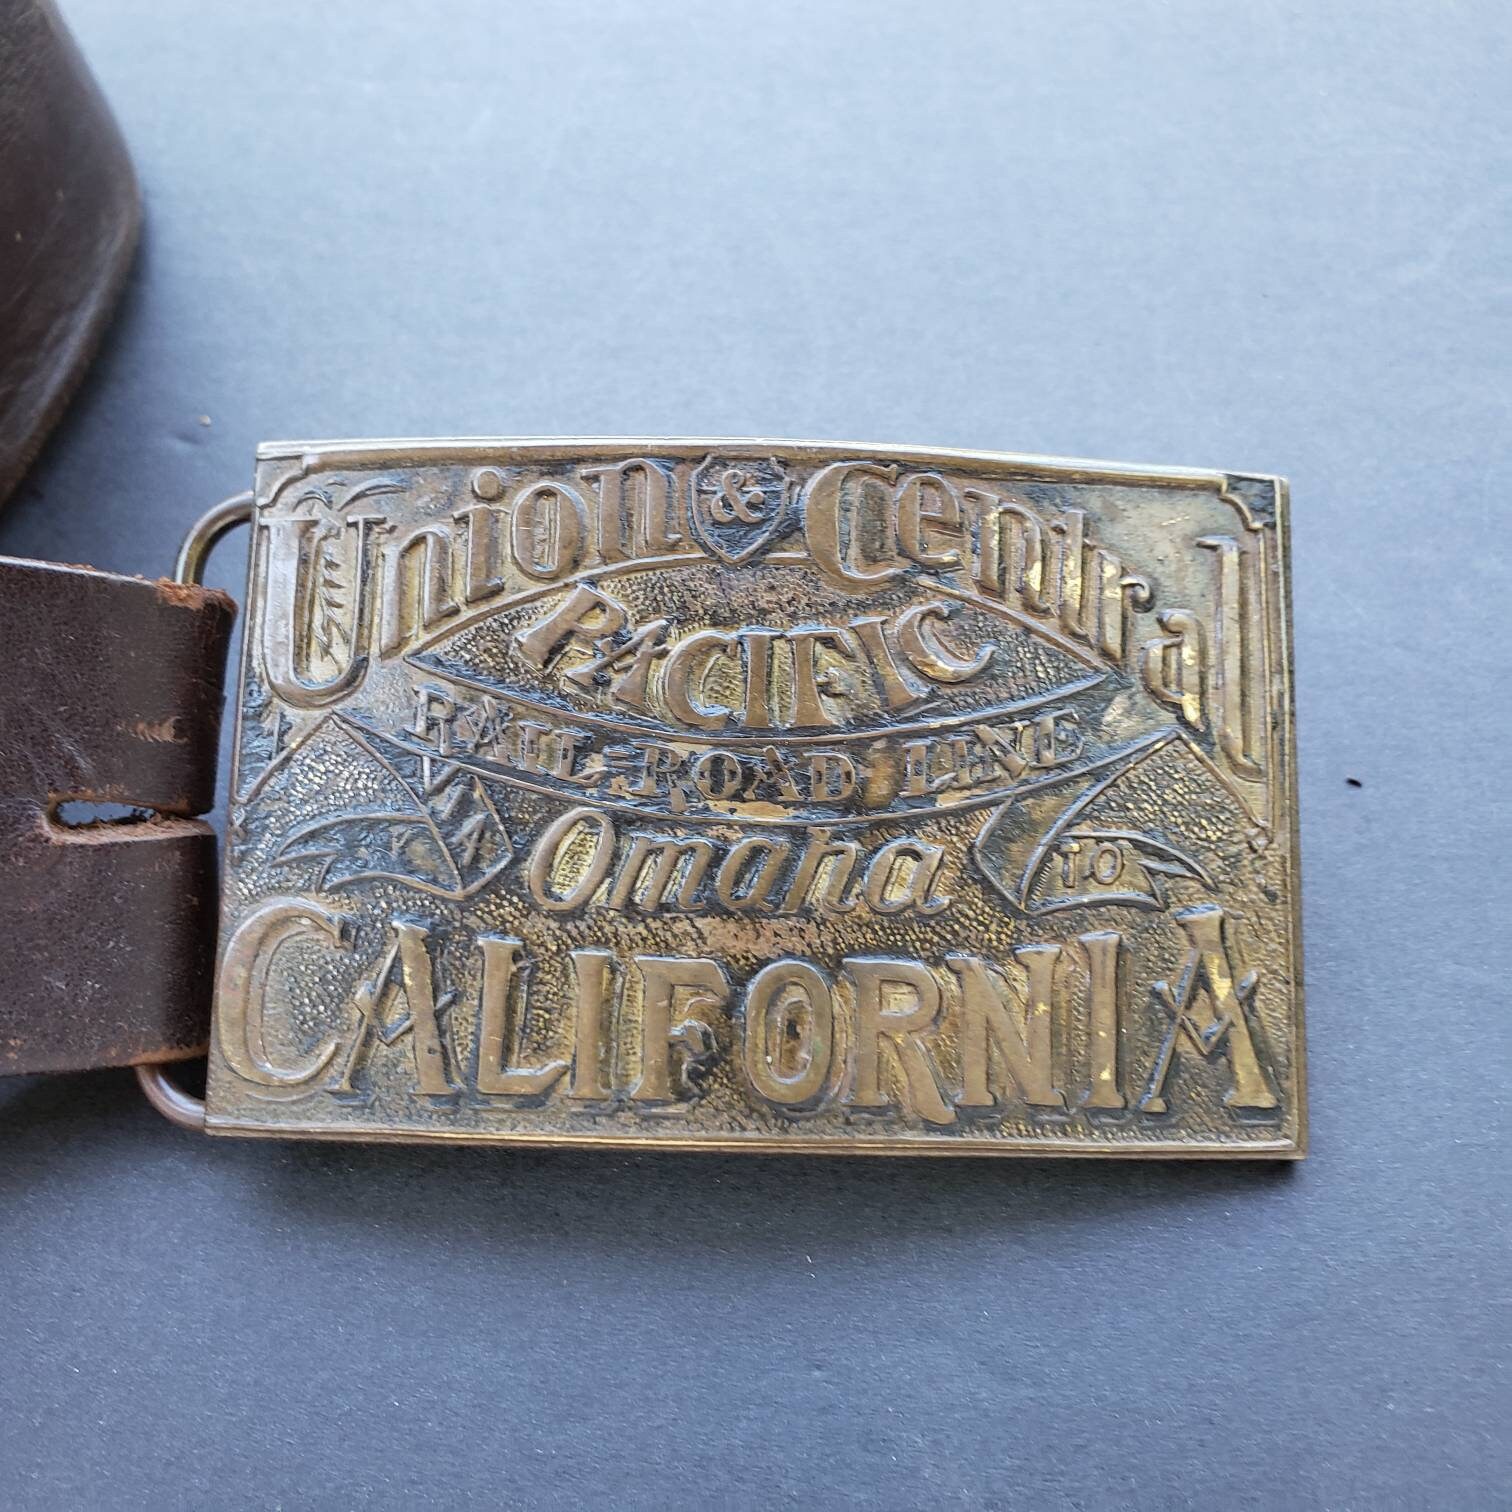 Union & Central
PACIFIC
RAIL-ROAD LINE
VIA
Omaha
TO
CALIFORNIA